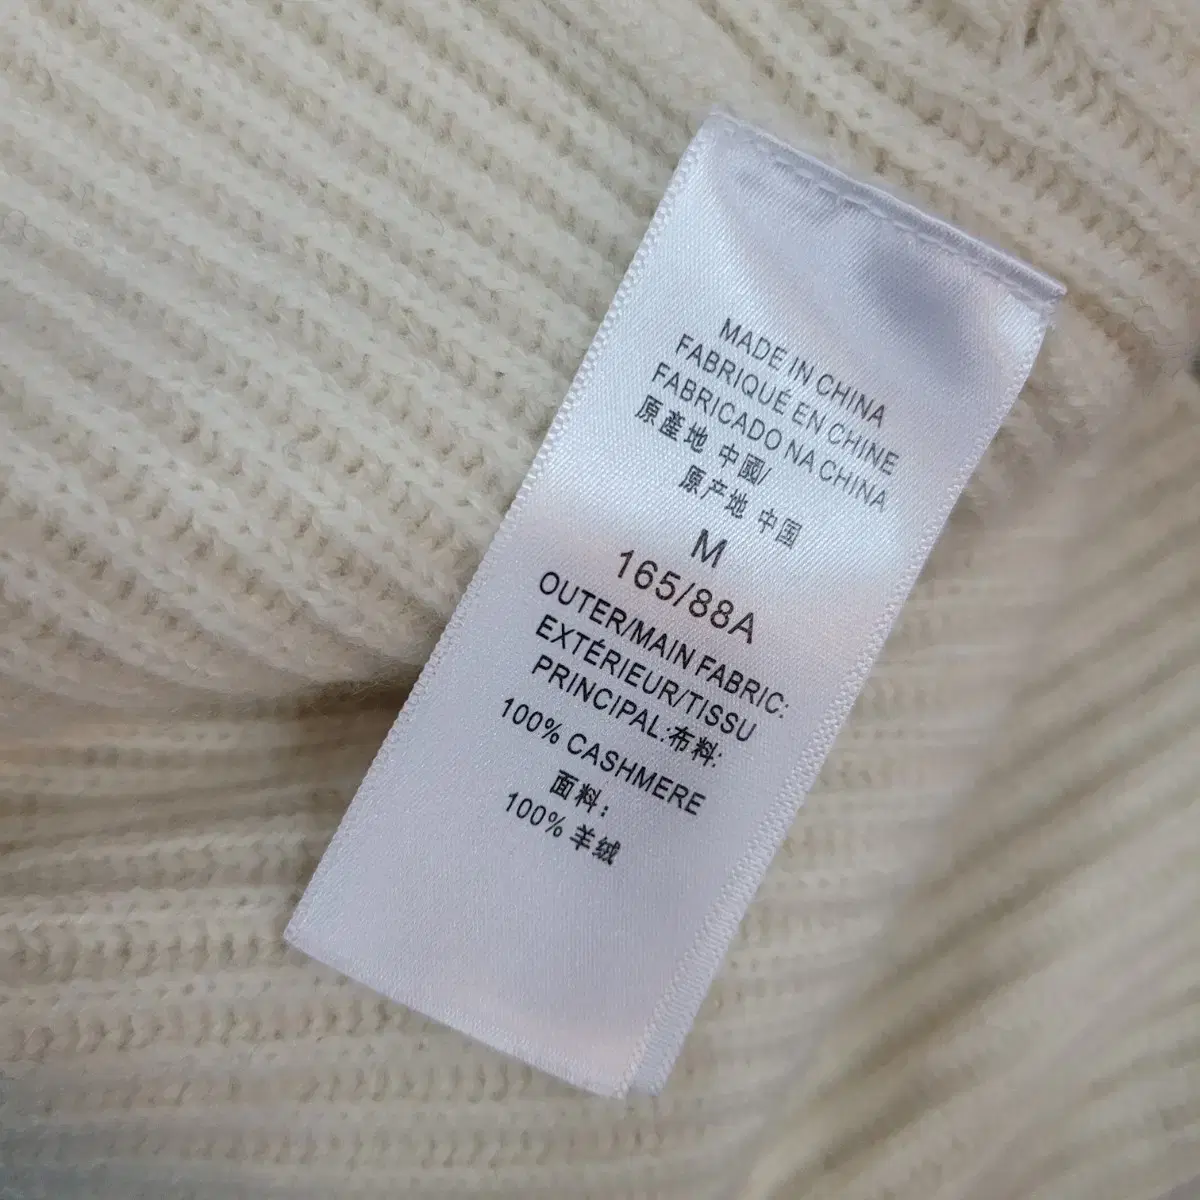 MADE IN CHINA
FABRIQUÉ EN CHINE
FABRICADO NA CHINA
原產地 中國/
原产地 中国
M
165/88A
OUTER/MAIN FABRIC:
EXTÉRIEUR/TISSU
PRINCIPAL:布料:
100% CASHMERE
面料:
100% 羊绒